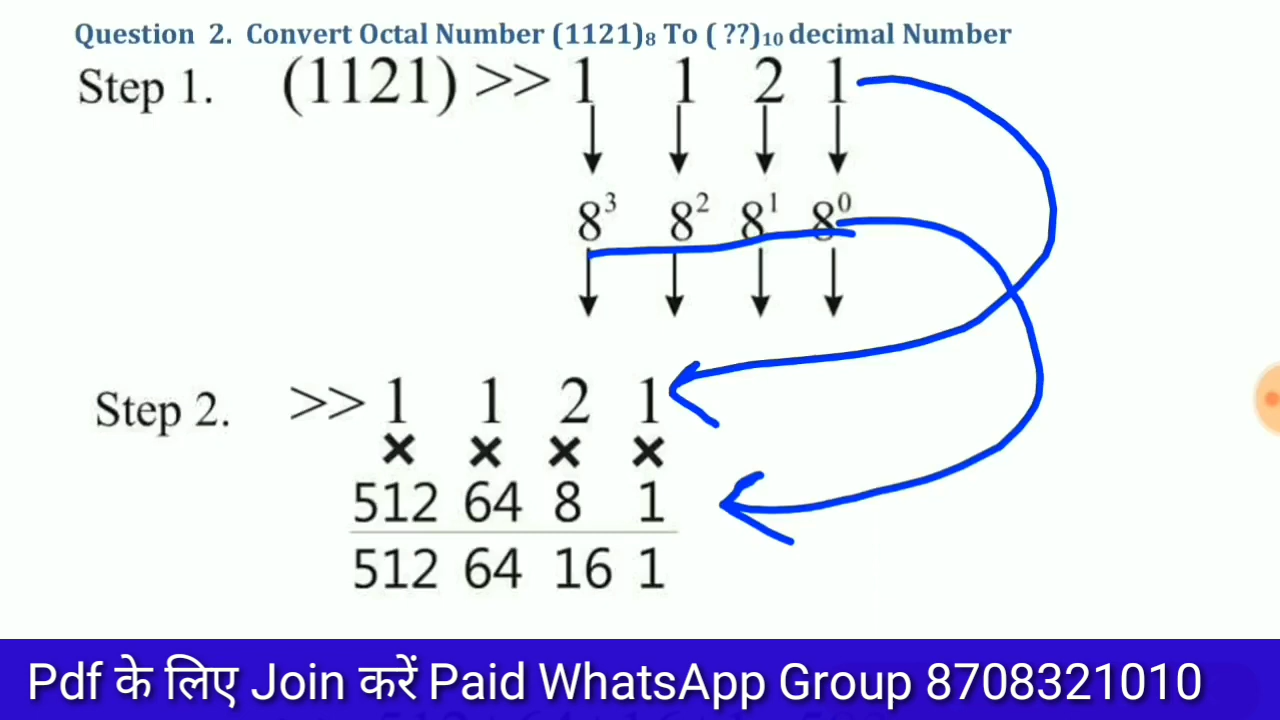 Question 2. Convert Octal Number (1121)₈ To ( ??)₁₀ decimal Number
Step 1. (1121) >> 1 1 2 1
8³ 8² 8¹ 8⁰
Step 2. >> 1 1 2 1
× × × ×
512 64 8 1
512 64 16 1
Pdf के लिए Join करें Paid WhatsApp Group 8708321010